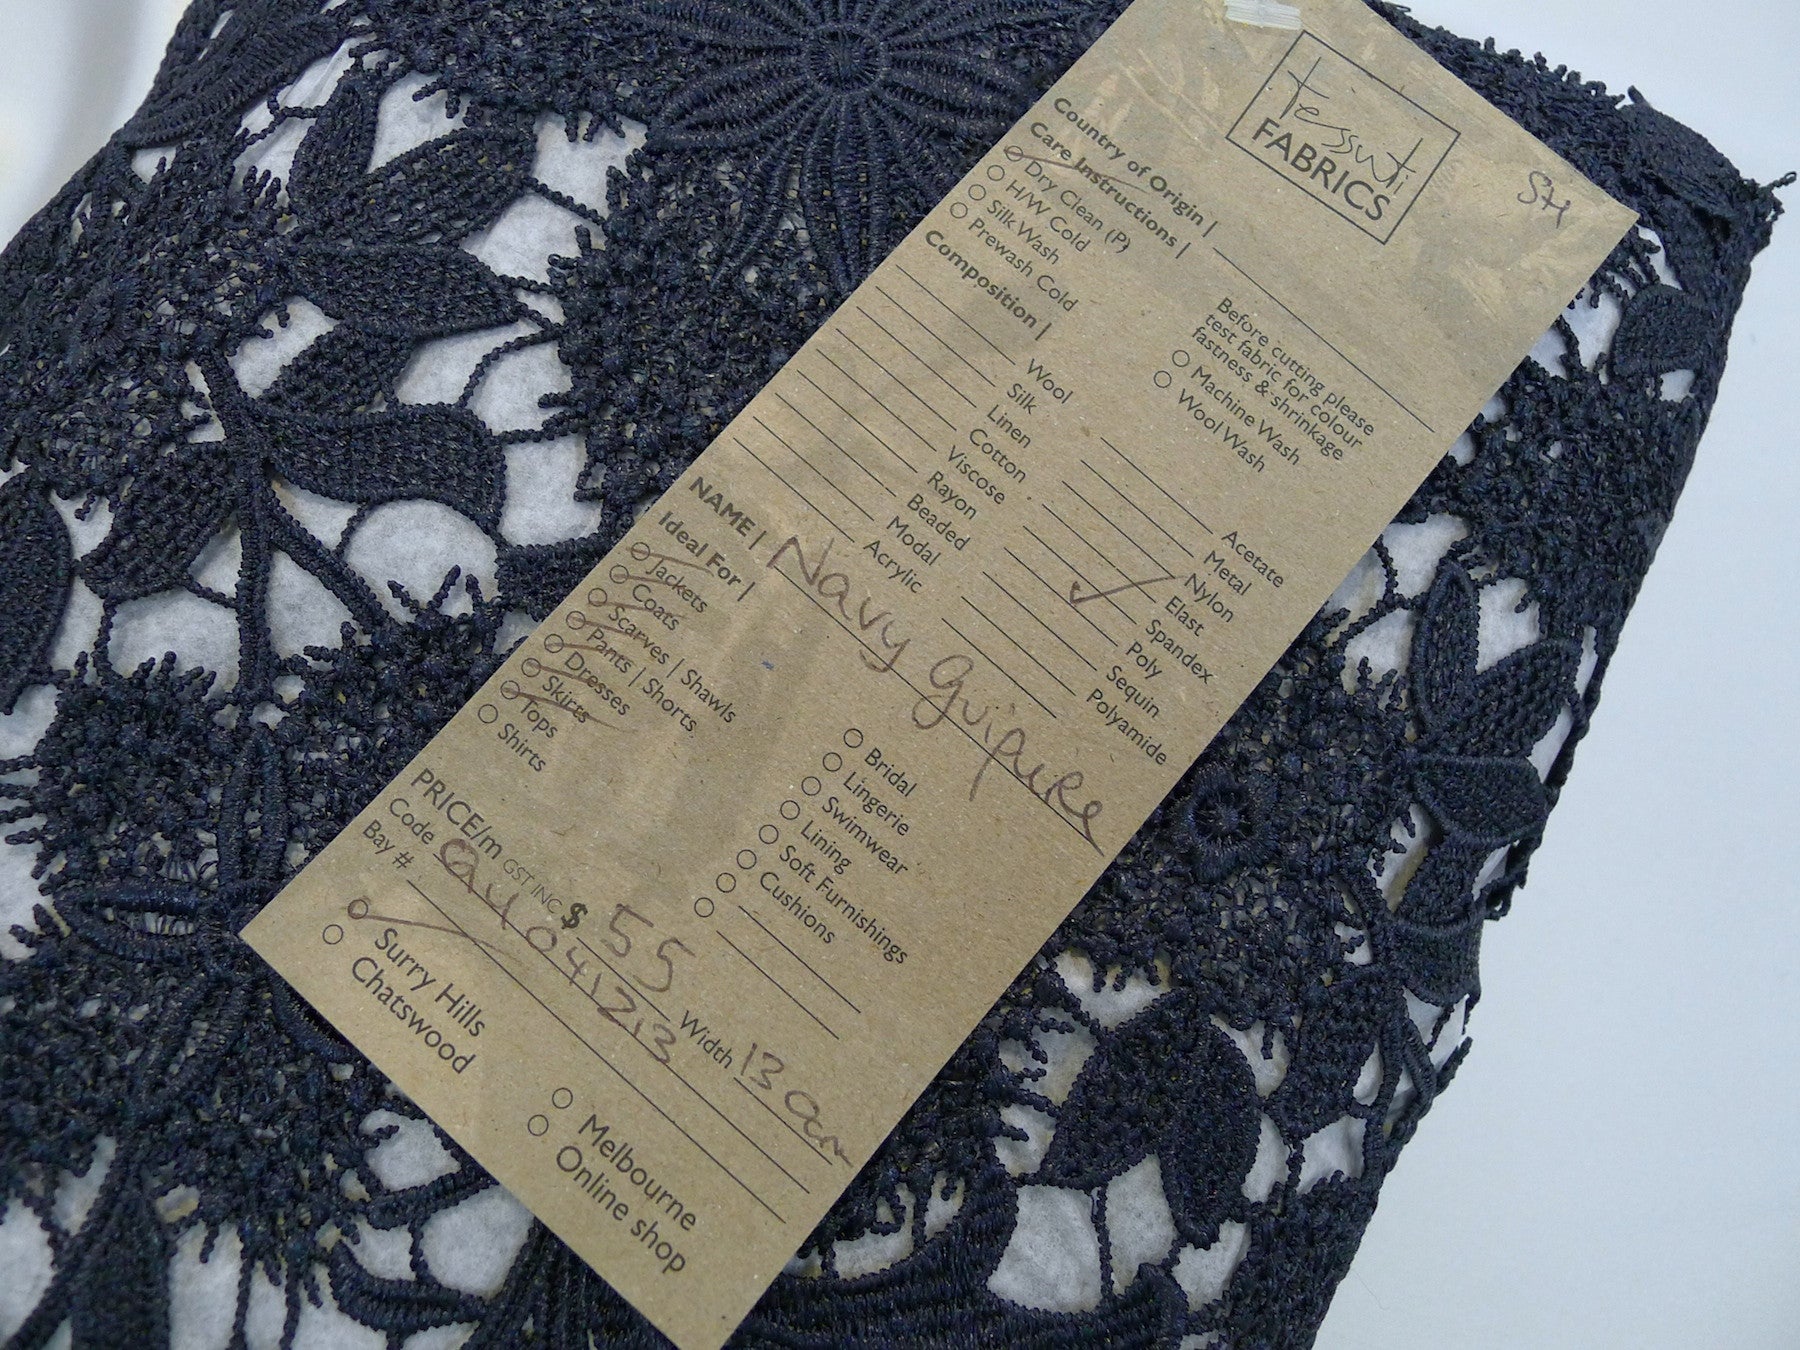 Tessuti
FABRICS
SH
Country of Origin |
Care Instructions |
Dry Clean (P)
H/W Cold
Silk Wash
Prewash Cold
Before cutting please
test fabric for colour
fastness & shrinkage
Machine Wash
Wool Wash
Composition |
Wool
Silk
Linen
Cotton
Viscose
Rayon
Beaded
Modal
Acrylic
Acetate
Metal
Nylon
Elast
Spandex
Poly
Sequin
Polyamide
NAME | Navy guipure
Ideal For |
Jackets
Coats
Scarves | Shawls
Pants | Shorts
Dresses
Skirts
Tops
Shirts
Bridal
Lingerie
Swimwear
Lining
Soft Furnishings
Cushions
PRICE/m GST INC $ 55 Width 130cm
Code au 041213
Bay #
Surry Hills
Chatswood
Melbourne
Online shop